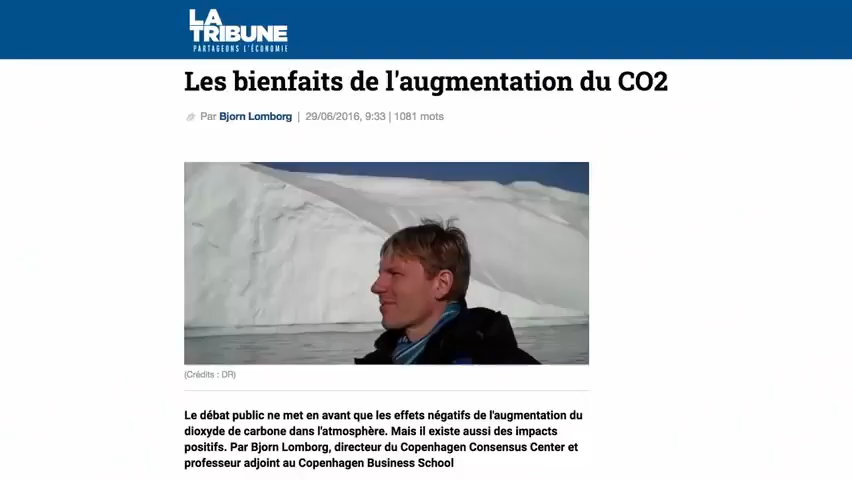 LA
TRIBUNE
PARTAGEONS L'ÉCONOMIE
Les bienfaits de l'augmentation du CO2
Par Bjorn Lomborg | 29/06/2016, 9:33 | 1081 mots
(Crédits : DR)
Le débat public ne met en avant que les effets négatifs de l'augmentation du
dioxyde de carbone dans l'atmosphère. Mais il existe aussi des impacts
positifs. Par Bjorn Lomborg, directeur du Copenhagen Consensus Center et
professeur adjoint au Copenhagen Business School